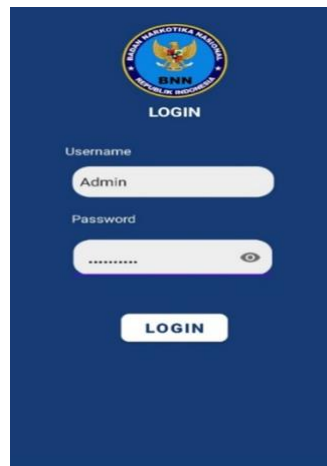 BADAN NARKOTIKA NASIONAL
BNN
REPUBLIK INDONESIA
LOGIN
Username
Admin
Password
..........
LOGIN